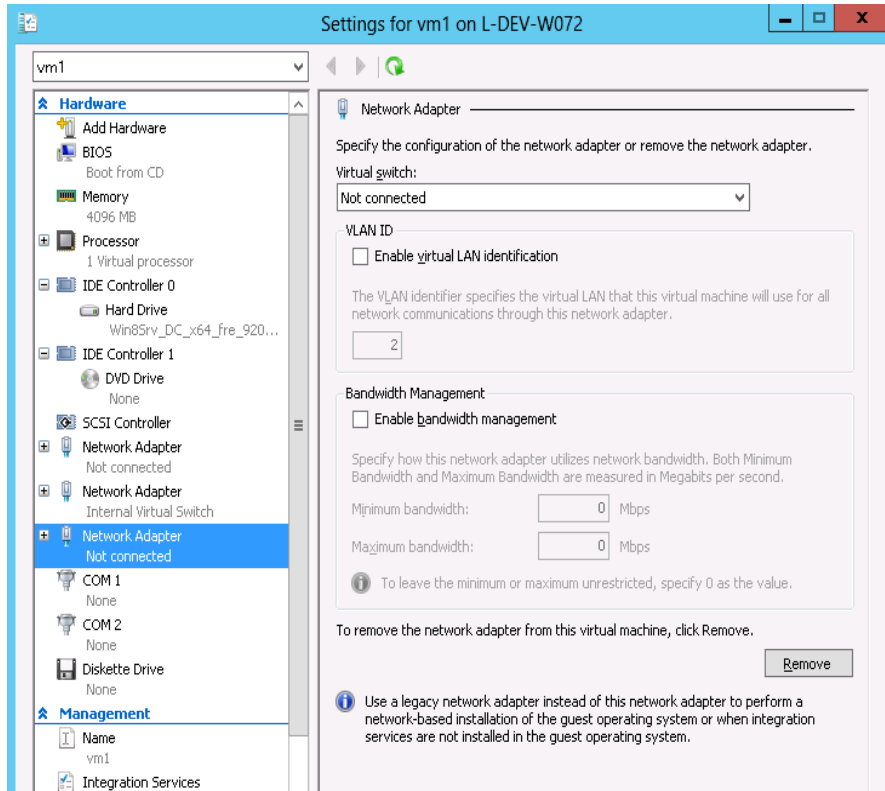 Settings for vm1 on L-DEV-W072
vm1
Hardware
Add Hardware
BIOS
Boot from CD
Memory
4096 MB
Processor
1 Virtual processor
IDE Controller 0
Hard Drive
Win8Srv_DC_x64_fre_920...
IDE Controller 1
DVD Drive
None
SCSI Controller
Network Adapter
Not connected
Network Adapter
Internal Virtual Switch
Network Adapter
Not connected
COM 1
None
COM 2
None
Diskette Drive
None
Management
Name
vm1
Integration Services
Network Adapter
Specify the configuration of the network adapter or remove the network adapter.
Virtual switch:
Not connected
VLAN ID
Enable virtual LAN identification
The VLAN identifier specifies the virtual LAN that this virtual machine will use for all
network communications through this network adapter.
2
Bandwidth Management
Enable bandwidth management
Specify how this network adapter utilizes network bandwidth. Both Minimum
Bandwidth and Maximum Bandwidth are measured in Megabits per second.
Minimum bandwidth: 0 Mbps
Maximum bandwidth: 0 Mbps
To leave the minimum or maximum unrestricted, specify 0 as the value.
To remove the network adapter from this virtual machine, click Remove.
Remove
Use a legacy network adapter instead of this network adapter to perform a
network-based installation of the guest operating system or when integration
services are not installed in the guest operating system.